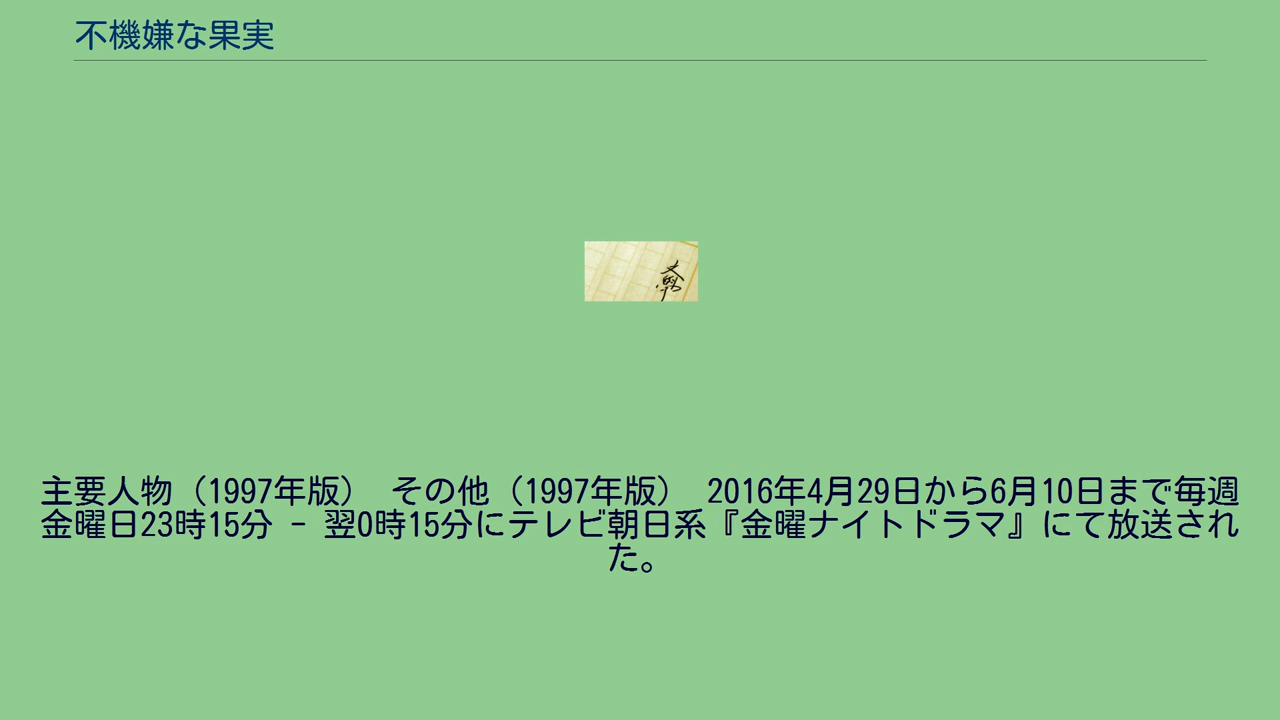 不機嫌な果実
主要人物（1997年版）　その他（1997年版）　2016年4月29日から6月10日まで毎週
金曜日23時15分 - 翌0時15分にテレビ朝日系『金曜ナイトドラマ』にて放送され
た。